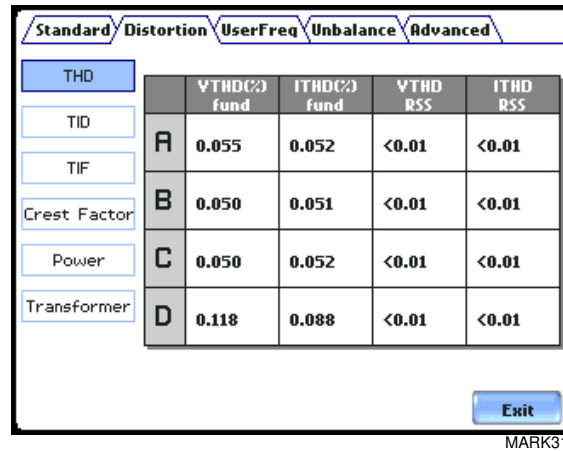 Standard Distortion UserFreq Unbalance Advanced
THD
TID
TIF
Crest Factor
Power
Transformer
VTHD(%) fund ITHD(%) fund VTHD RSS ITHD RSS
A 0.055 0.052 <0.01 <0.01
B 0.050 0.051 <0.01 <0.01
C 0.050 0.052 <0.01 <0.01
D 0.118 0.088 <0.01 <0.01
Exit
MARK31